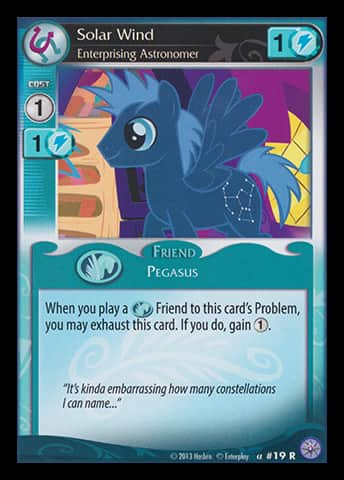 Solar Wind
Enterprising Astronomer
1
COST
1
1
FRIEND
PEGASUS
When you play a Friend to this card's Problem,
you may exhaust this card. If you do, gain 1.
"It's kinda embarrassing how many constellations
I can name..."
© 2013 Hasbro. © Enterplay α #19 R